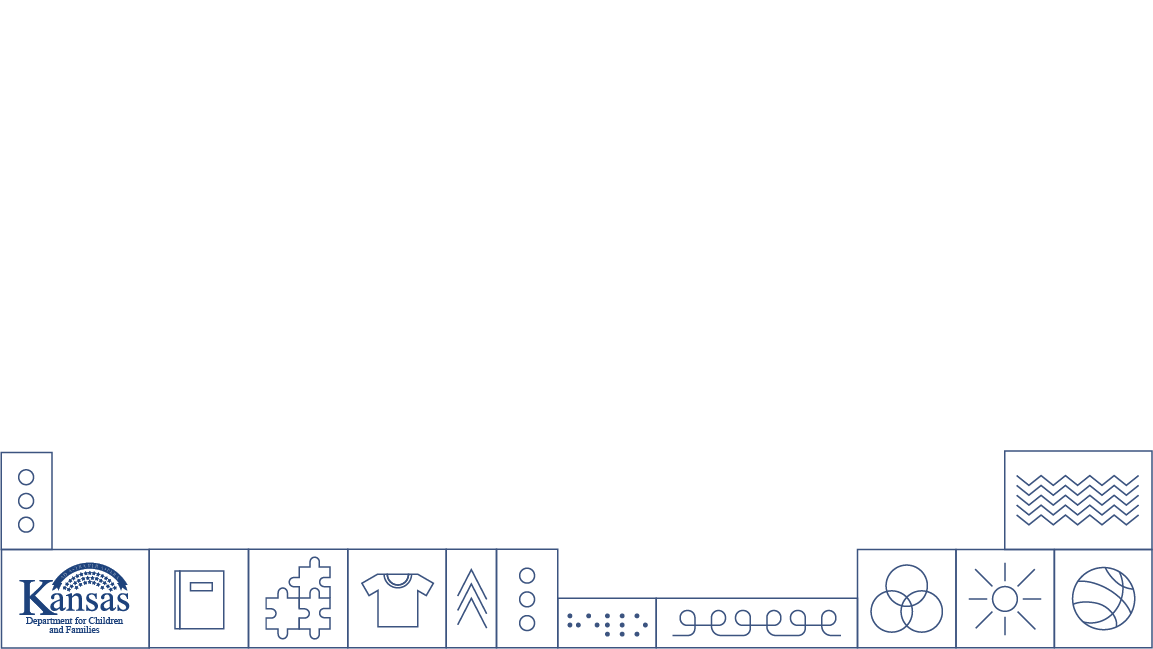 Kansas
Department for Children
and Families